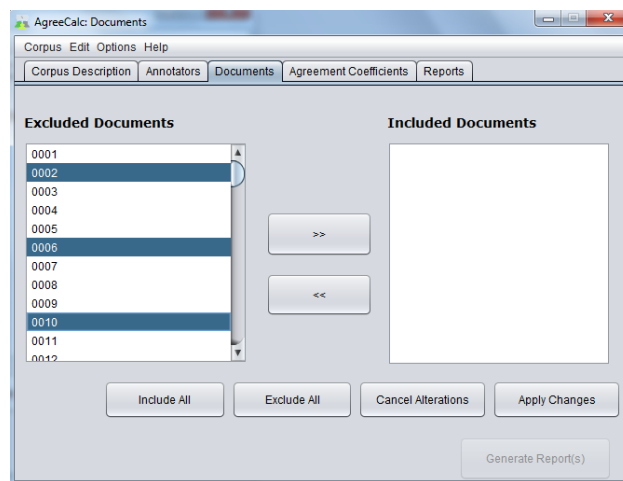 AgreeCalc: Documents
Corpus Edit Options Help
Corpus Description Annotators Documents Agreement Coefficients Reports
Excluded Documents Included Documents
0001
0002
0003
0004
0005
0006
0007
0008
0009
0010
0011
0012
>>
<<
Include All Exclude All Cancel Alterations Apply Changes
Generate Report(s)